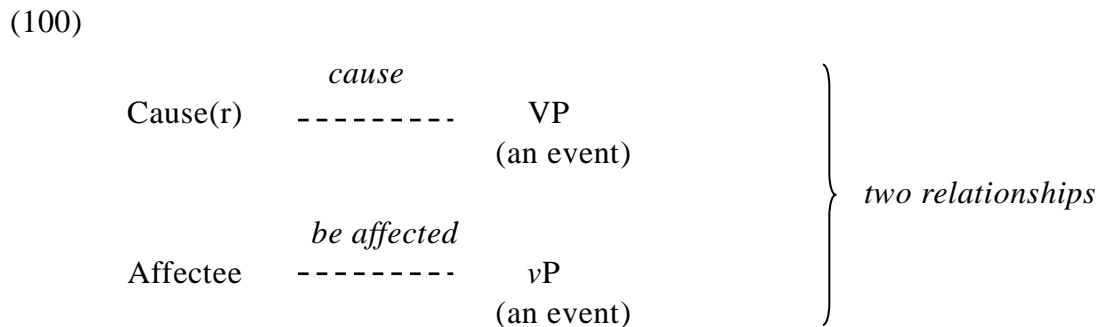 (100)
cause
Cause(r) --------- VP
(an event)
two relationships
be affected
Affectee --------- vP
(an event)